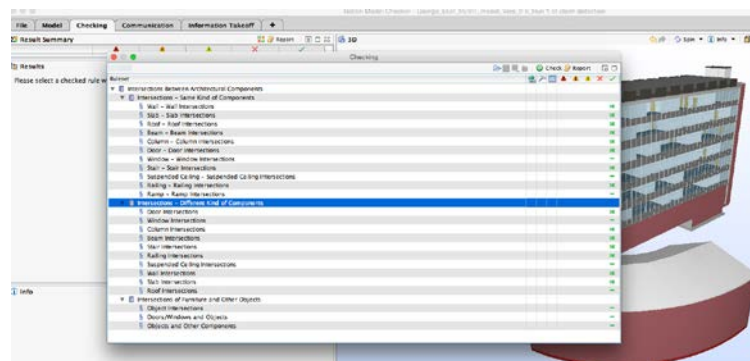 File Model Checking Communication Information Takeoff +
Result Summary Report 3D Spin Info
Checking
Results
Please select a checked rule w
Check Report
Ruleset
Intersections Between Architectural Components
Intersections - Same Kind of Components
Wall - Wall Intersections
Slab - Slab Intersections
Roof - Roof Intersections
Beam - Beam Intersections
Column - Column Intersections
Door - Door Intersections
Window - Window Intersections
Stair - Stair Intersections
Suspended Ceiling - Suspended Ceiling Intersections
Railing - Railing Intersections
Ramp - Ramp Intersections
Intersections - Different Kind of Components
Door Intersections
Window Intersections
Column Intersections
Beam Intersections
Stair Intersections
Railing Intersections
Suspended Ceiling Intersections
Wall Intersections
Slab Intersections
Roof Intersections
Info
Intersections of Furniture and Other Objects
Object Intersections
Doors/Windows and Objects
Objects and Other Components